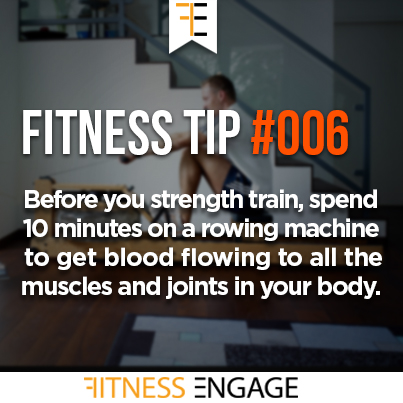 FE
FITNESS TIP #006
Before you strength train, spend
10 minutes on a rowing machine
to get blood flowing to all the
muscles and joints in your body.
FITNESS ENGAGE